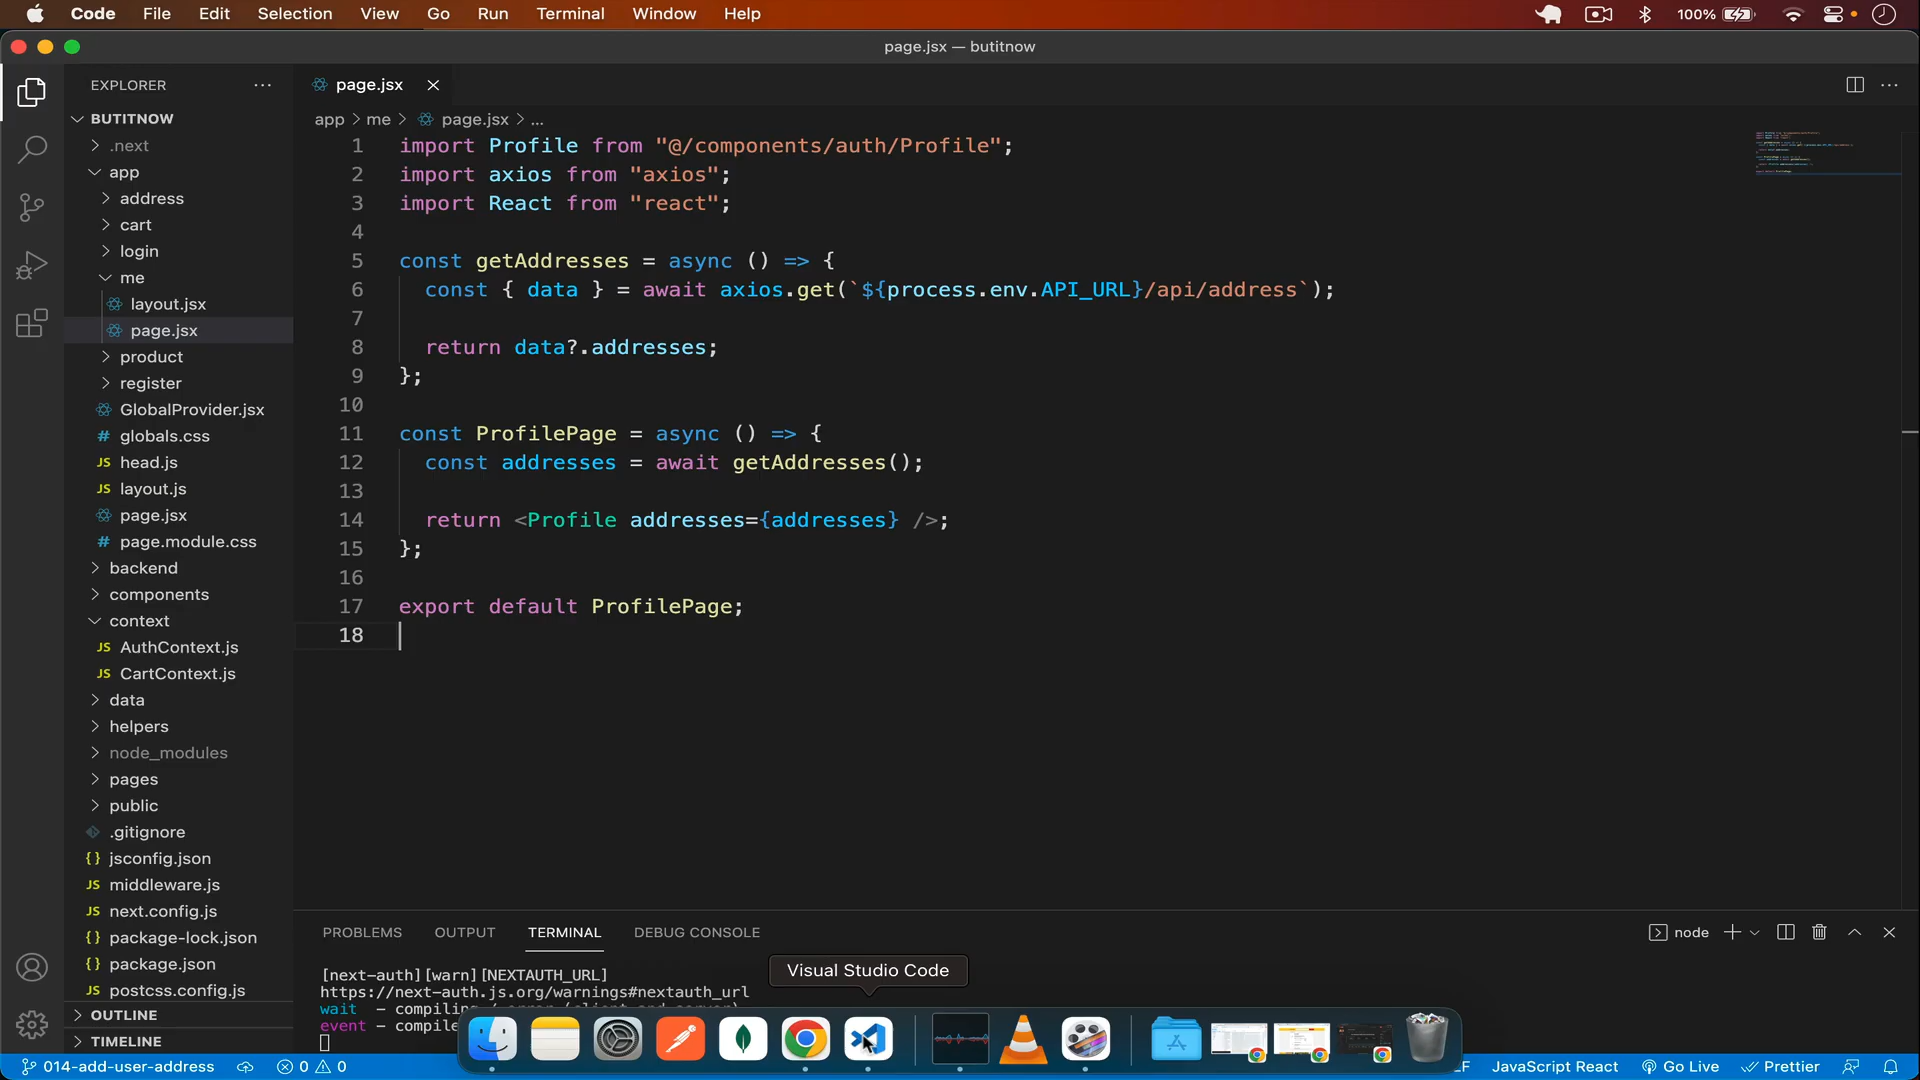 Code File Edit Selection View Go Run Terminal Window Help 100%
page.jsx — butitnow
EXPLORER
BUTITNOW
.next
app
address
cart
login
me
layout.jsx
page.jsx
product
register
GlobalProvider.jsx
globals.css
head.js
layout.js
page.jsx
page.module.css
backend
components
context
AuthContext.js
CartContext.js
data
helpers
node_modules
pages
public
.gitignore
jsconfig.json
middleware.js
next.config.js
package-lock.json
package.json
postcss.config.js
OUTLINE
TIMELINE
page.jsx
app > me > page.jsx > ...
1 import Profile from "@/components/auth/Profile";
2 import axios from "axios";
3 import React from "react";
4
5 const getAddresses = async () => {
6 const { data } = await axios.get(`${process.env.API_URL}/api/address`);
7
8 return data?.addresses;
9 };
10
11 const ProfilePage = async () => {
12 const addresses = await getAddresses();
13
14 return <Profile addresses={addresses} />;
15 };
16
17 export default ProfilePage;
18
PROBLEMS OUTPUT TERMINAL DEBUG CONSOLE node
[next-auth][warn][NEXTAUTH_URL]
https://next-auth.js.org/warnings#nextauth_url
wait - compiling
event - compile
Visual Studio Code
014-add-user-address 0 0 JavaScript React Go Live Prettier